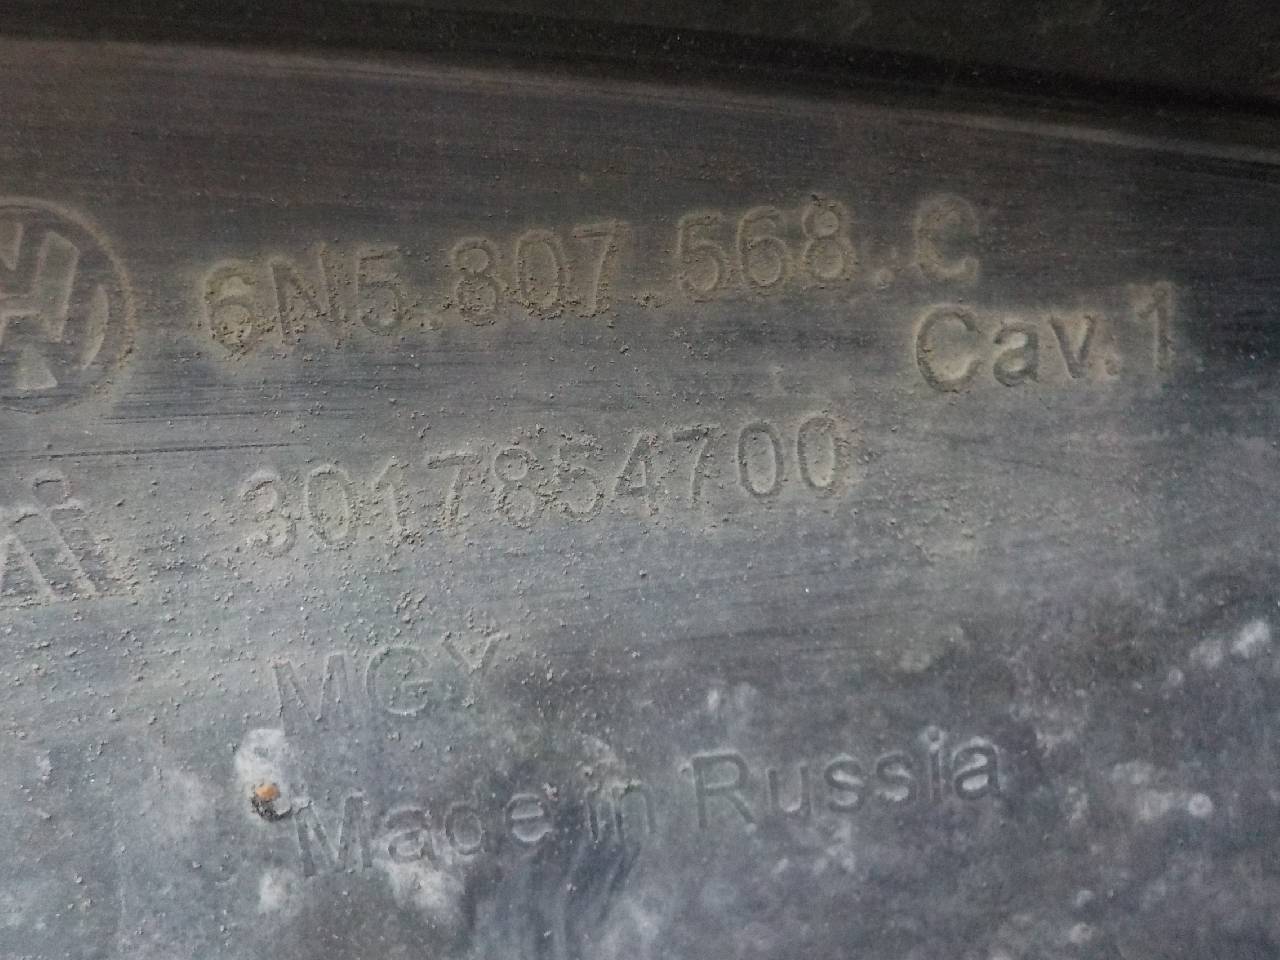 6N5.807.568.C
Cav.1
3017854700
MGY
Made in Russia